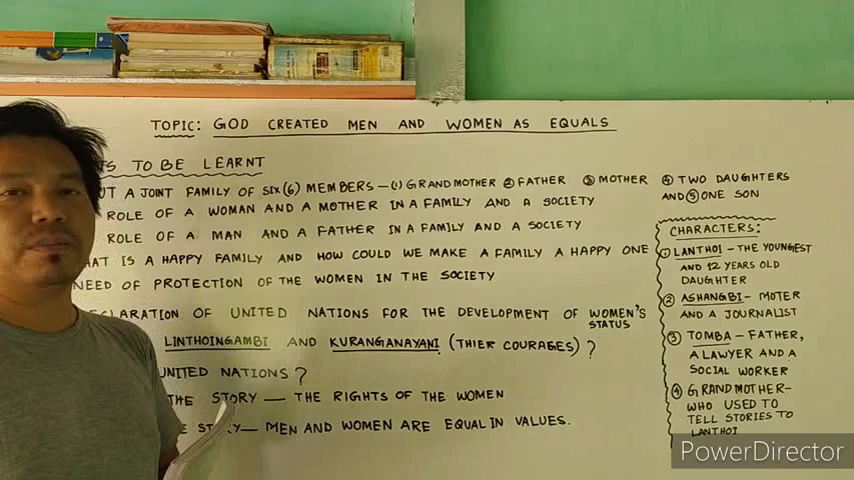 TOPIC: GOD CREATED MEN AND WOMEN AS EQUALS
TO BE LEARNT
A JOINT FAMILY OF SIX (6) MEMBERS — (1) GRANDMOTHER ② FATHER ③ MOTHER ④ TWO DAUGHTERS
AND ⑤ ONE SON
ROLE OF A WOMAN AND A MOTHER IN A FAMILY AND A SOCIETY
ROLE OF A MAN AND A FATHER IN A FAMILY AND A SOCIETY
IS A HAPPY FAMILY AND HOW COULD WE MAKE A FAMILY A HAPPY ONE
NEED OF PROTECTION OF THE WOMEN IN THE SOCIETY
OF UNITED NATIONS FOR THE DEVELOPMENT OF WOMEN'S
STATUS
LINTHOINGAMBI AND KURANGANAYANI (THIER COURAGES) ?
UNITED NATIONS ?
THE STORY — THE RIGHTS OF THE WOMEN
MEN AND WOMEN ARE EQUAL IN VALUES.
CHARACTERS:
① LANTHOI - THE YOUNGEST
AND 12 YEARS OLD
DAUGHTER
② ASHANGBI - MOTER
AND A JOURNALIST
③ TOMBA - FATHER,
A LAWYER AND A
SOCIAL WORKER
④ GRANDMOTHER-
WHO USED TO
TELL STORIES TO
LANTHOI
PowerDirector